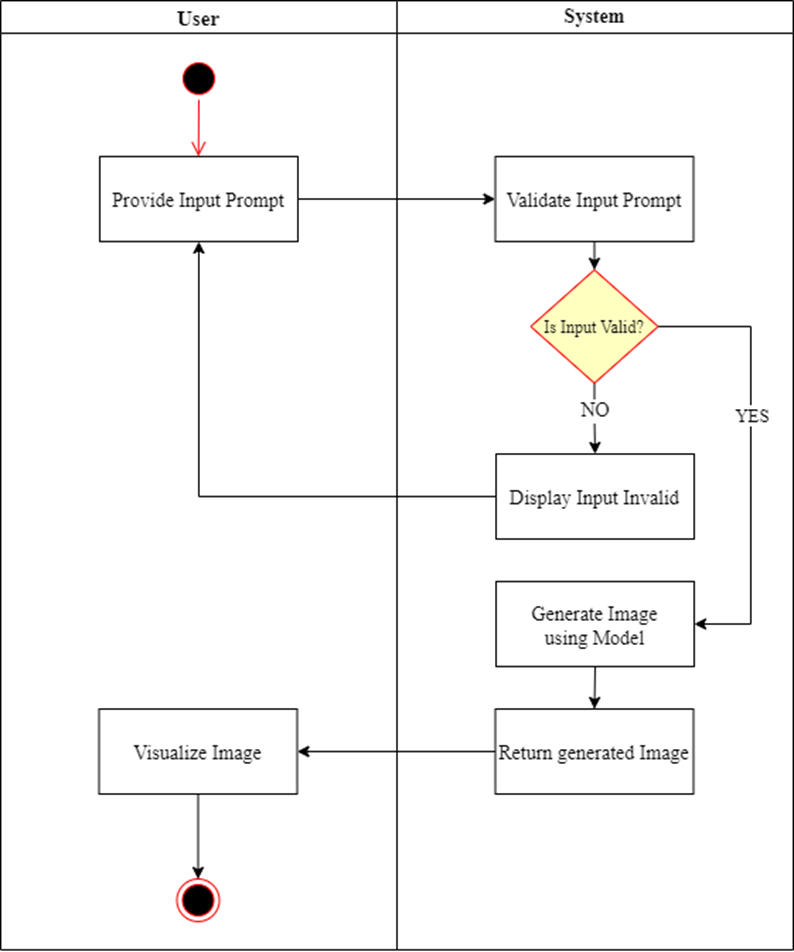 User
System
Provide Input Prompt
Validate Input Prompt
Is Input Valid?
NO
YES
Display Input Invalid
Generate Image
using Model
Visualize Image
Return generated Image